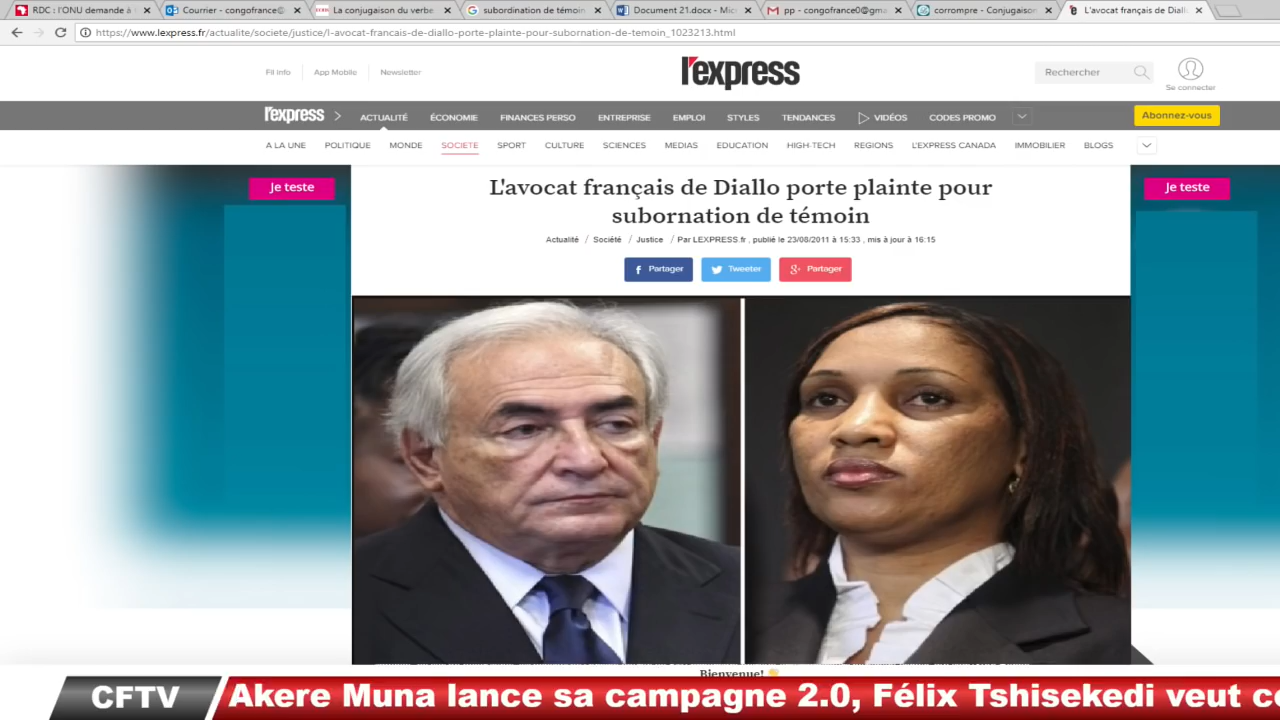 RDC : l'ONU demande à
Courrier - congofrance@
La conjugaison du verbe
subordination de témoin
Document 21.docx - Mic
pp - congofrance0@gma
corrompre - Conjugaison
L'avocat français de Diall
https://www.lexpress.fr/actualite/societe/justice/l-avocat-francais-de-diallo-porte-plainte-pour-subornation-de-temoin_1023213.html
Fil info
App Mobile
Newsletter
l'express
Rechercher
Se connecter
l'express
ACTUALITÉ ÉCONOMIE FINANCES PERSO ENTREPRISE EMPLOI STYLES TENDANCES VIDÉOS CODES PROMO
Abonnez-vous
A LA UNE POLITIQUE MONDE SOCIETE SPORT CULTURE SCIENCES MEDIAS EDUCATION HIGH-TECH REGIONS L'EXPRESS CANADA IMMOBILIER BLOGS
Je teste
Je teste
L'avocat français de Diallo porte plainte pour
subornation de témoin
Actualité / Société / Justice / Par LEXPRESS.fr , publié le 23/08/2011 à 15:33 , mis à jour à 16:15
Partager
Tweeter
Partager
Bienvenue!
CFTV
Akere Muna lance sa campagne 2.0, Félix Tshisekedi veut c